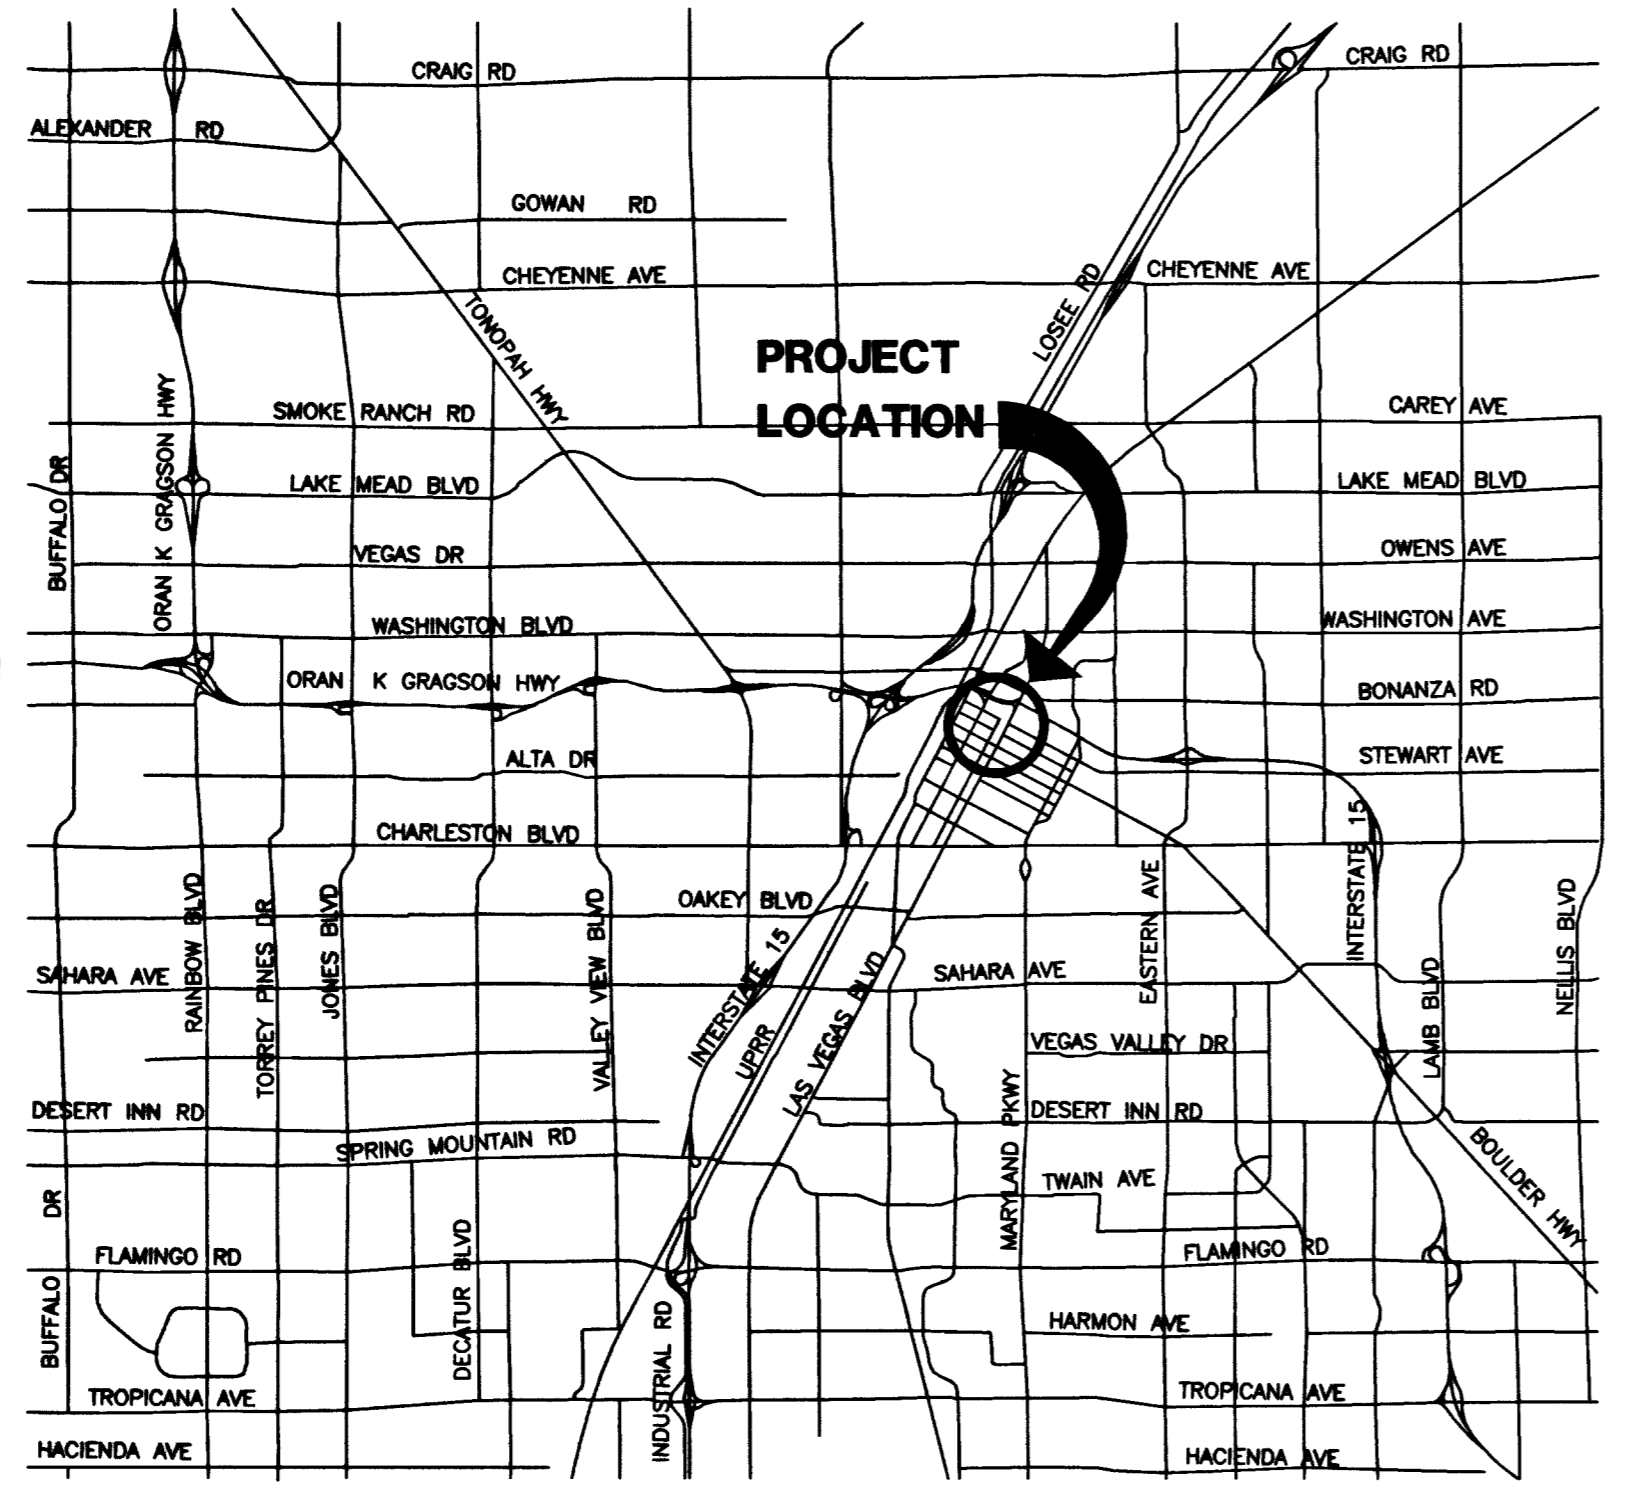 CRAIG RD
CRAIG RD
ALEXANDER RD
GOWAN RD
CHEYENNE AVE
CHEYENNE AVE
LOSEE RD
TONOPAH HWY
PROJECT
LOCATION
ORAN K GRAGSON HWY
SMOKE RANCH RD
CAREY AVE
BUFFALO DR
LAKE MEAD BLVD
LAKE MEAD BLVD
VEGAS DR
OWENS AVE
WASHINGTON BLVD
WASHINGTON AVE
ORAN K GRAGSON HWY
BONANZA RD
ALTA DR
STEWART AVE
CHARLESTON BLVD
INTERSTATE 15
RAINBOW BLVD
TORREY PINES DR
JONES BLVD
VALLEY VIEW BLVD
OAKEY BLVD
EASTERN AVE
NELLIS BLVD
SAHARA AVE
INTERSTATE 15
UPRR
LAS VEGAS BLVD
SAHARA AVE
LAMB BLVD
VEGAS VALLEY DR
MARYLAND PKWY
DESERT INN RD
DESERT INN RD
SPRING MOUNTAIN RD
BOULDER HWY
TWAIN AVE
BUFFALO DR
FLAMINGO RD
DECATUR BLVD
FLAMINGO RD
INDUSTRIAL RD
HARMON AVE
TROPICANA AVE
TROPICANA AVE
HACIENDA AVE
HACIENDA AVE